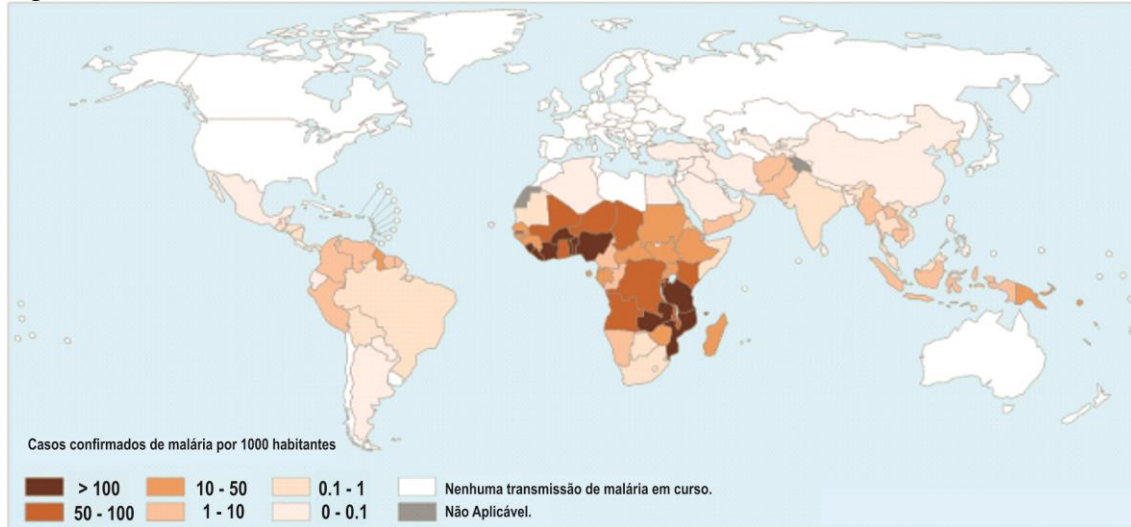 Casos confirmados de malária por 1000 habitantes
> 100
10 - 50
0.1 - 1
Nenhuma transmissão de malária em curso.
50 - 100
1 - 10
0 - 0.1
Não Aplicável.